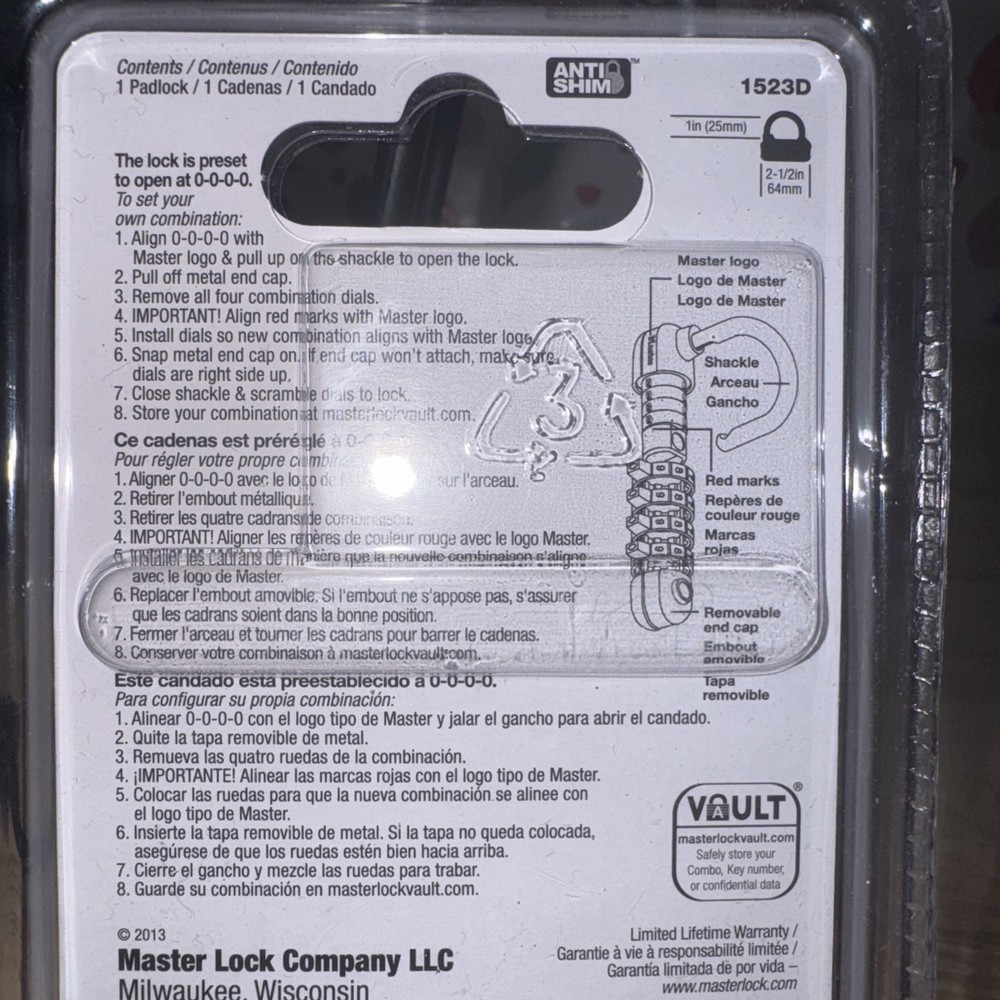 Contents / Contenus / Contenido
1 Padlock / 1 Cadenas / 1 Candado
ANTI SHIM™
1523D
1in (25mm)
2-1/2in
64mm
The lock is preset
to open at 0-0-0-0.
To set your
own combination:
1. Align 0-0-0-0 with
Master logo & pull up on the shackle to open the lock.
2. Pull off metal end cap.
3. Remove all four combination dials.
4. IMPORTANT! Align red marks with Master logo.
5. Install dials so new combination aligns with Master logo
6. Snap metal end cap on. If end cap won't attach, make sure
dials are right side up.
7. Close shackle & scramble dials to lock.
8. Store your combination at masterlockvault.com.
Master logo
Logo de Master
Logo de Master
Shackle
Arceau
Gancho
3
Red marks
Repères de
couleur rouge
Marcas
rojas
Removable
end cap
Embout
amovible
Tapa
removible
Ce cadenas est préréglé à 0-
Pour régler votre propre
1. Aligner 0-0-0-0 avec le logo de sur l'arceau.
2. Retirer l'embout métallique.
3. Retirer les quatre cadrans de combinaison.
4. IMPORTANT! Aligner les repères de couleur rouge avec le logo Master.
5. Installer les cadrans de manière que la nouvelle combinaison s'aligne
avec le logo de Master.
6. Replacer l'embout amovible. Si l'embout ne s'appose pas, s'assurer
que les cadrans soient dans la bonne position.
7. Fermer l'arceau et tourner les cadrans pour barrer le cadenas.
8. Conserver votre combinaison à masterlockvault.com.
Este candado está preestablecido a 0-0-0-0.
Para configurar su propia combinación:
1. Alinear 0-0-0-0 con el logo tipo de Master y jalar el gancho para abrir el candado.
2. Quite la tapa removible de metal.
3. Remueva las quatro ruedas de la combinación.
4. ¡IMPORTANTE! Alinear las marcas rojas con el logo tipo de Master.
5. Colocar las ruedas para que la nueva combinación se alinee con
el logo tipo de Master.
6. Insierte la tapa removible de metal. Si la tapa no queda colocada,
asegúrese de que los ruedas estén bien hacia arriba.
7. Cierre el gancho y mezcle las ruedas para trabar.
8. Guarde su combinación en masterlockvault.com.
VAULT®
masterlockvault.com
Safely store your
Combo, Key number,
or confidential data
© 2013
Master Lock Company LLC
Milwaukee, Wisconsin
Limited Lifetime Warranty /
Garantie à vie à responsabilité limitée /
Garantía limitada de por vida –
www.masterlock.com